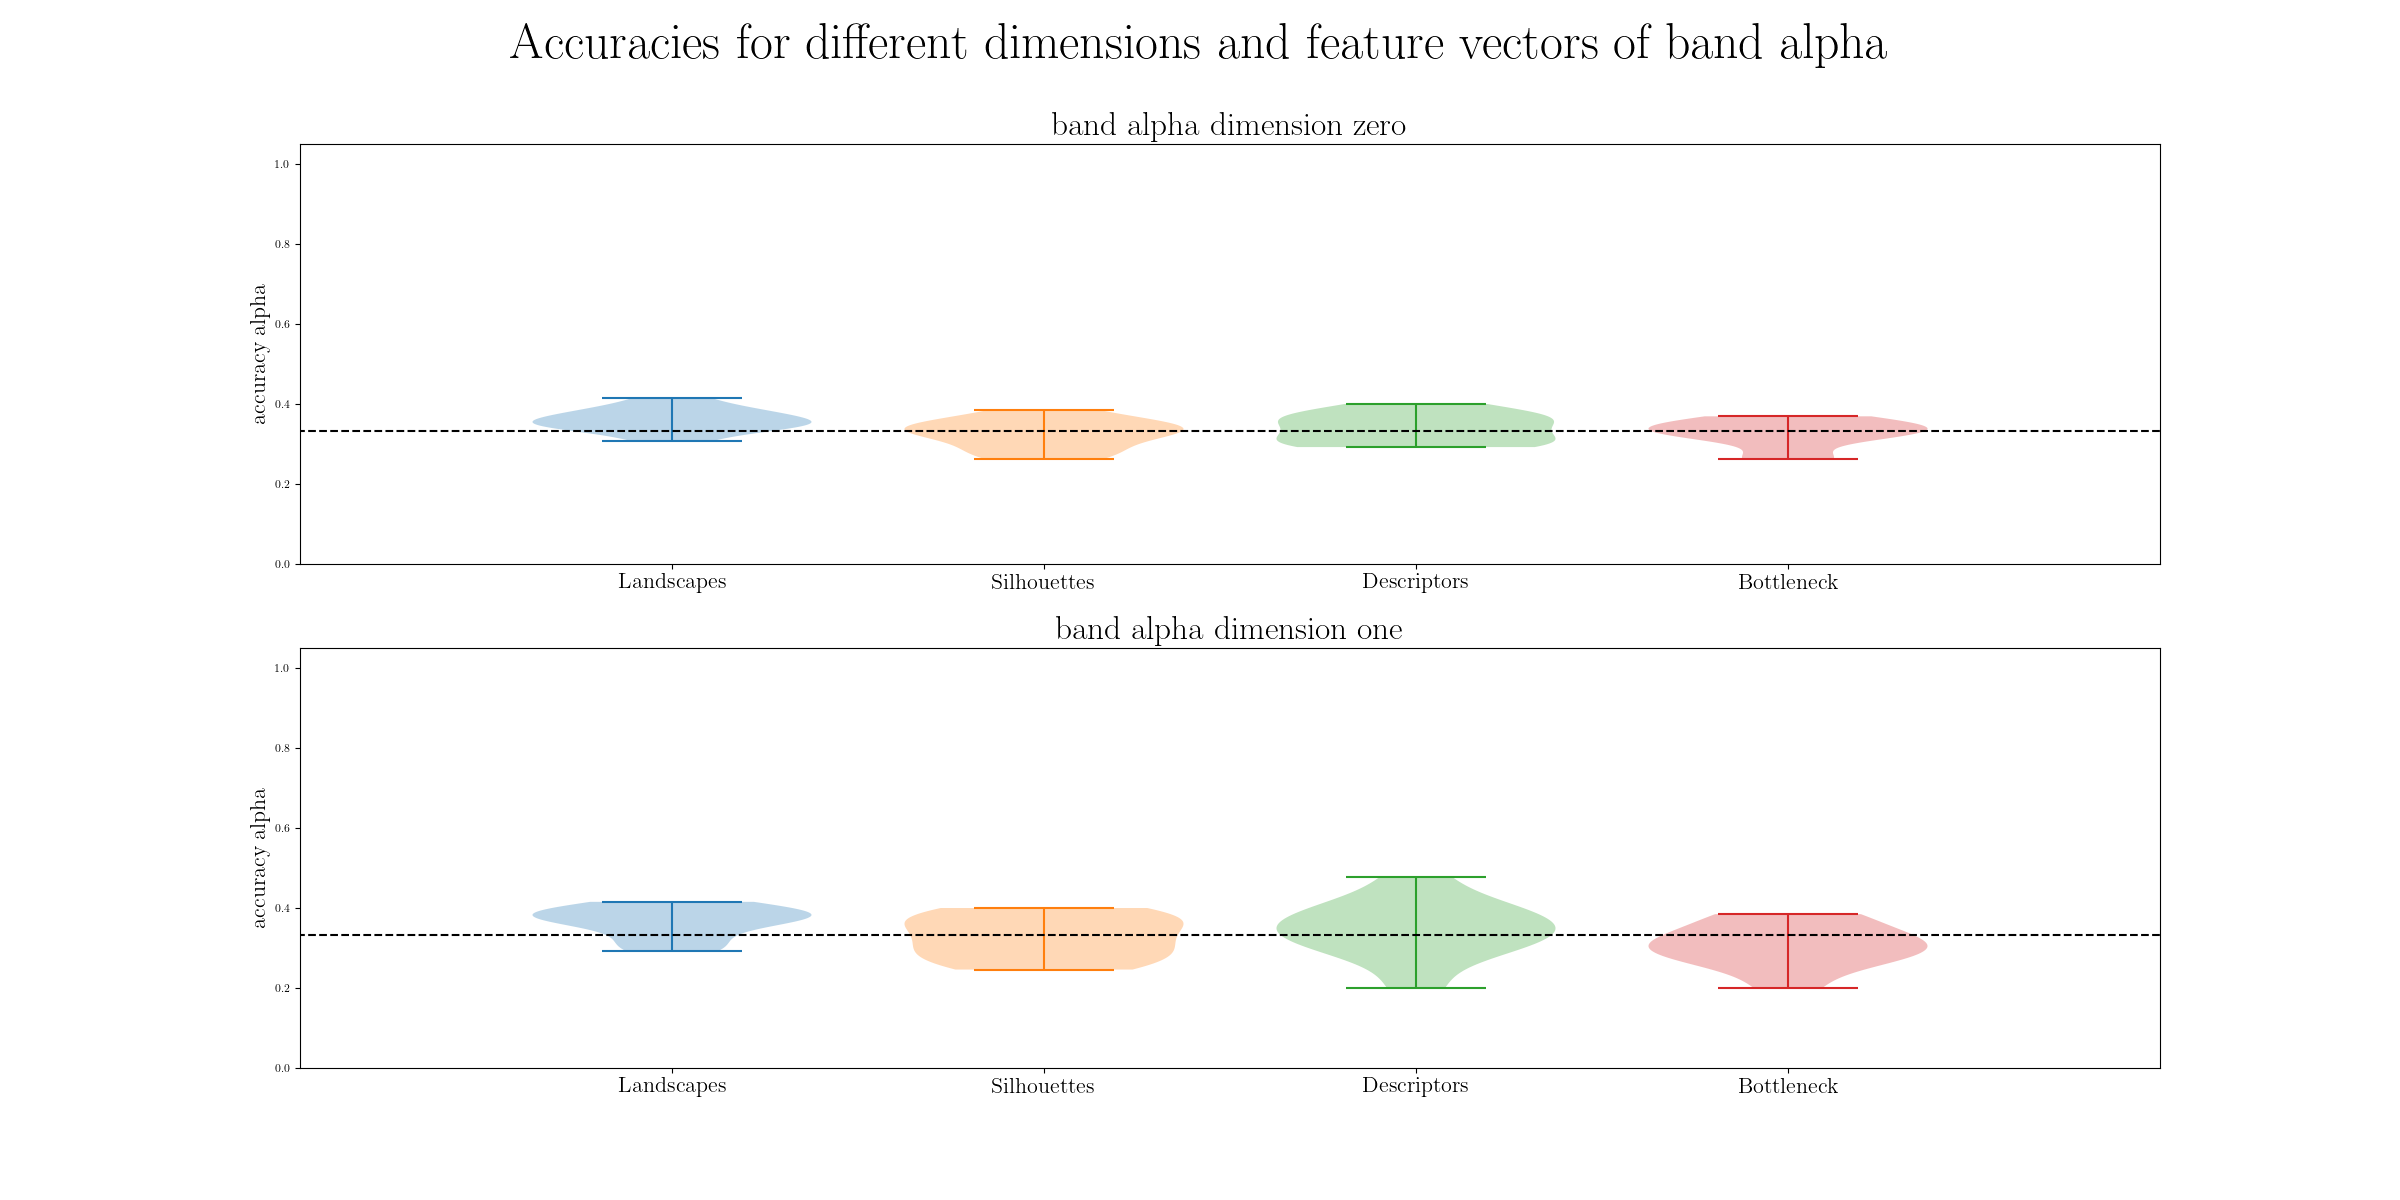 Accuracies for different dimensions and feature vectors of band alpha
band alpha dimension zero
1.0
0.8
0.6
0.4
0.2
0.0
accuracy alpha
Landscapes Silhouettes Descriptors Bottleneck
band alpha dimension one
1.0
0.8
0.6
0.4
0.2
0.0
accuracy alpha
Landscapes Silhouettes Descriptors Bottleneck